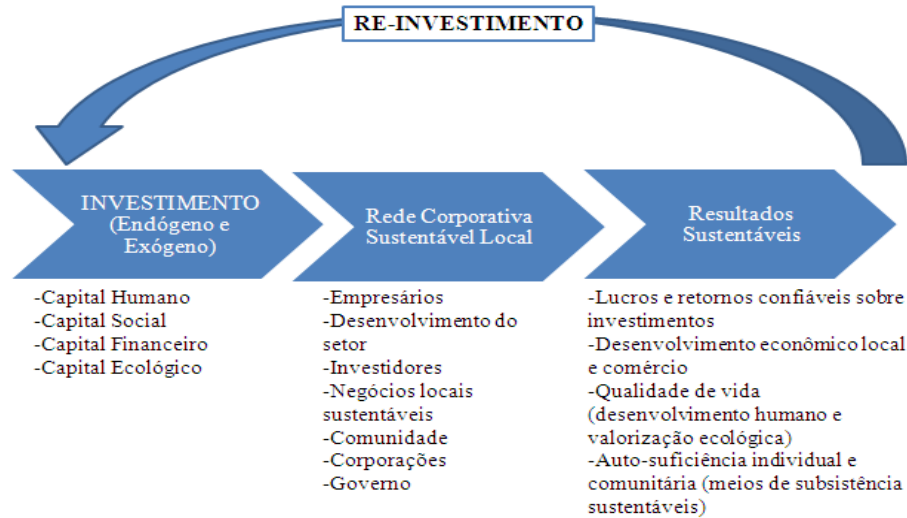 RE-INVESTIMENTO
INVESTIMENTO
(Endógeno e
Exógeno)
-Capital Humano
-Capital Social
-Capital Financeiro
-Capital Ecológico
Rede Corporativa
Sustentável Local
-Empresários
-Desenvolvimento do
setor
-Investidores
-Negócios locais
sustentáveis
-Comunidade
-Corporações
-Governo
Resultados
Sustentáveis
-Lucros e retornos confiáveis sobre
investimentos
-Desenvolvimento econômico local
e comércio
-Qualidade de vida
(desenvolvimento humano e
valorização ecológica)
-Auto-suficiência individual e
comunitária (meios de subsistência
sustentáveis)